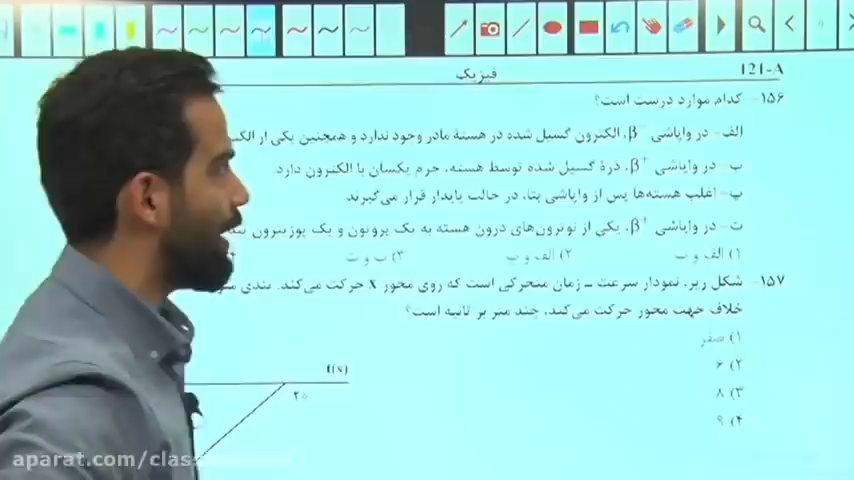 121-A
فیزیک
۱۵۶- کدام موارد درست است؟
الف- در واپاشی β⁻، الکترون گسیل شده در هستهٔ مادر وجود ندارد و همچنین یکی از
ب- در واپاشی β⁺، ذرهٔ گسیل شده توسط هسته، جرم یکسان با الکترون دارد.
پ- اغلب هسته‌ها پس از واپاشی بتا، در حالت پایدار قرار می‌گیرند
ت- در واپاشی β⁺، یکی از نوترون‌های درون هسته به یک پروتون و یک پوزیترون
۱) الف و ب ۲) الف و پ ۳) ب و ت
۱۵۷- شکل زیر، نمودار سرعت ـ زمان متحرکی است که روی محور x حرکت می‌کند.
خلاف جهت محور حرکت می‌کند، چند متر بر ثانیه است؟
۱) صفر
۲) ۶
۳) ۸
۴) ۹
t(s)
۲۰
aparat.com/clas